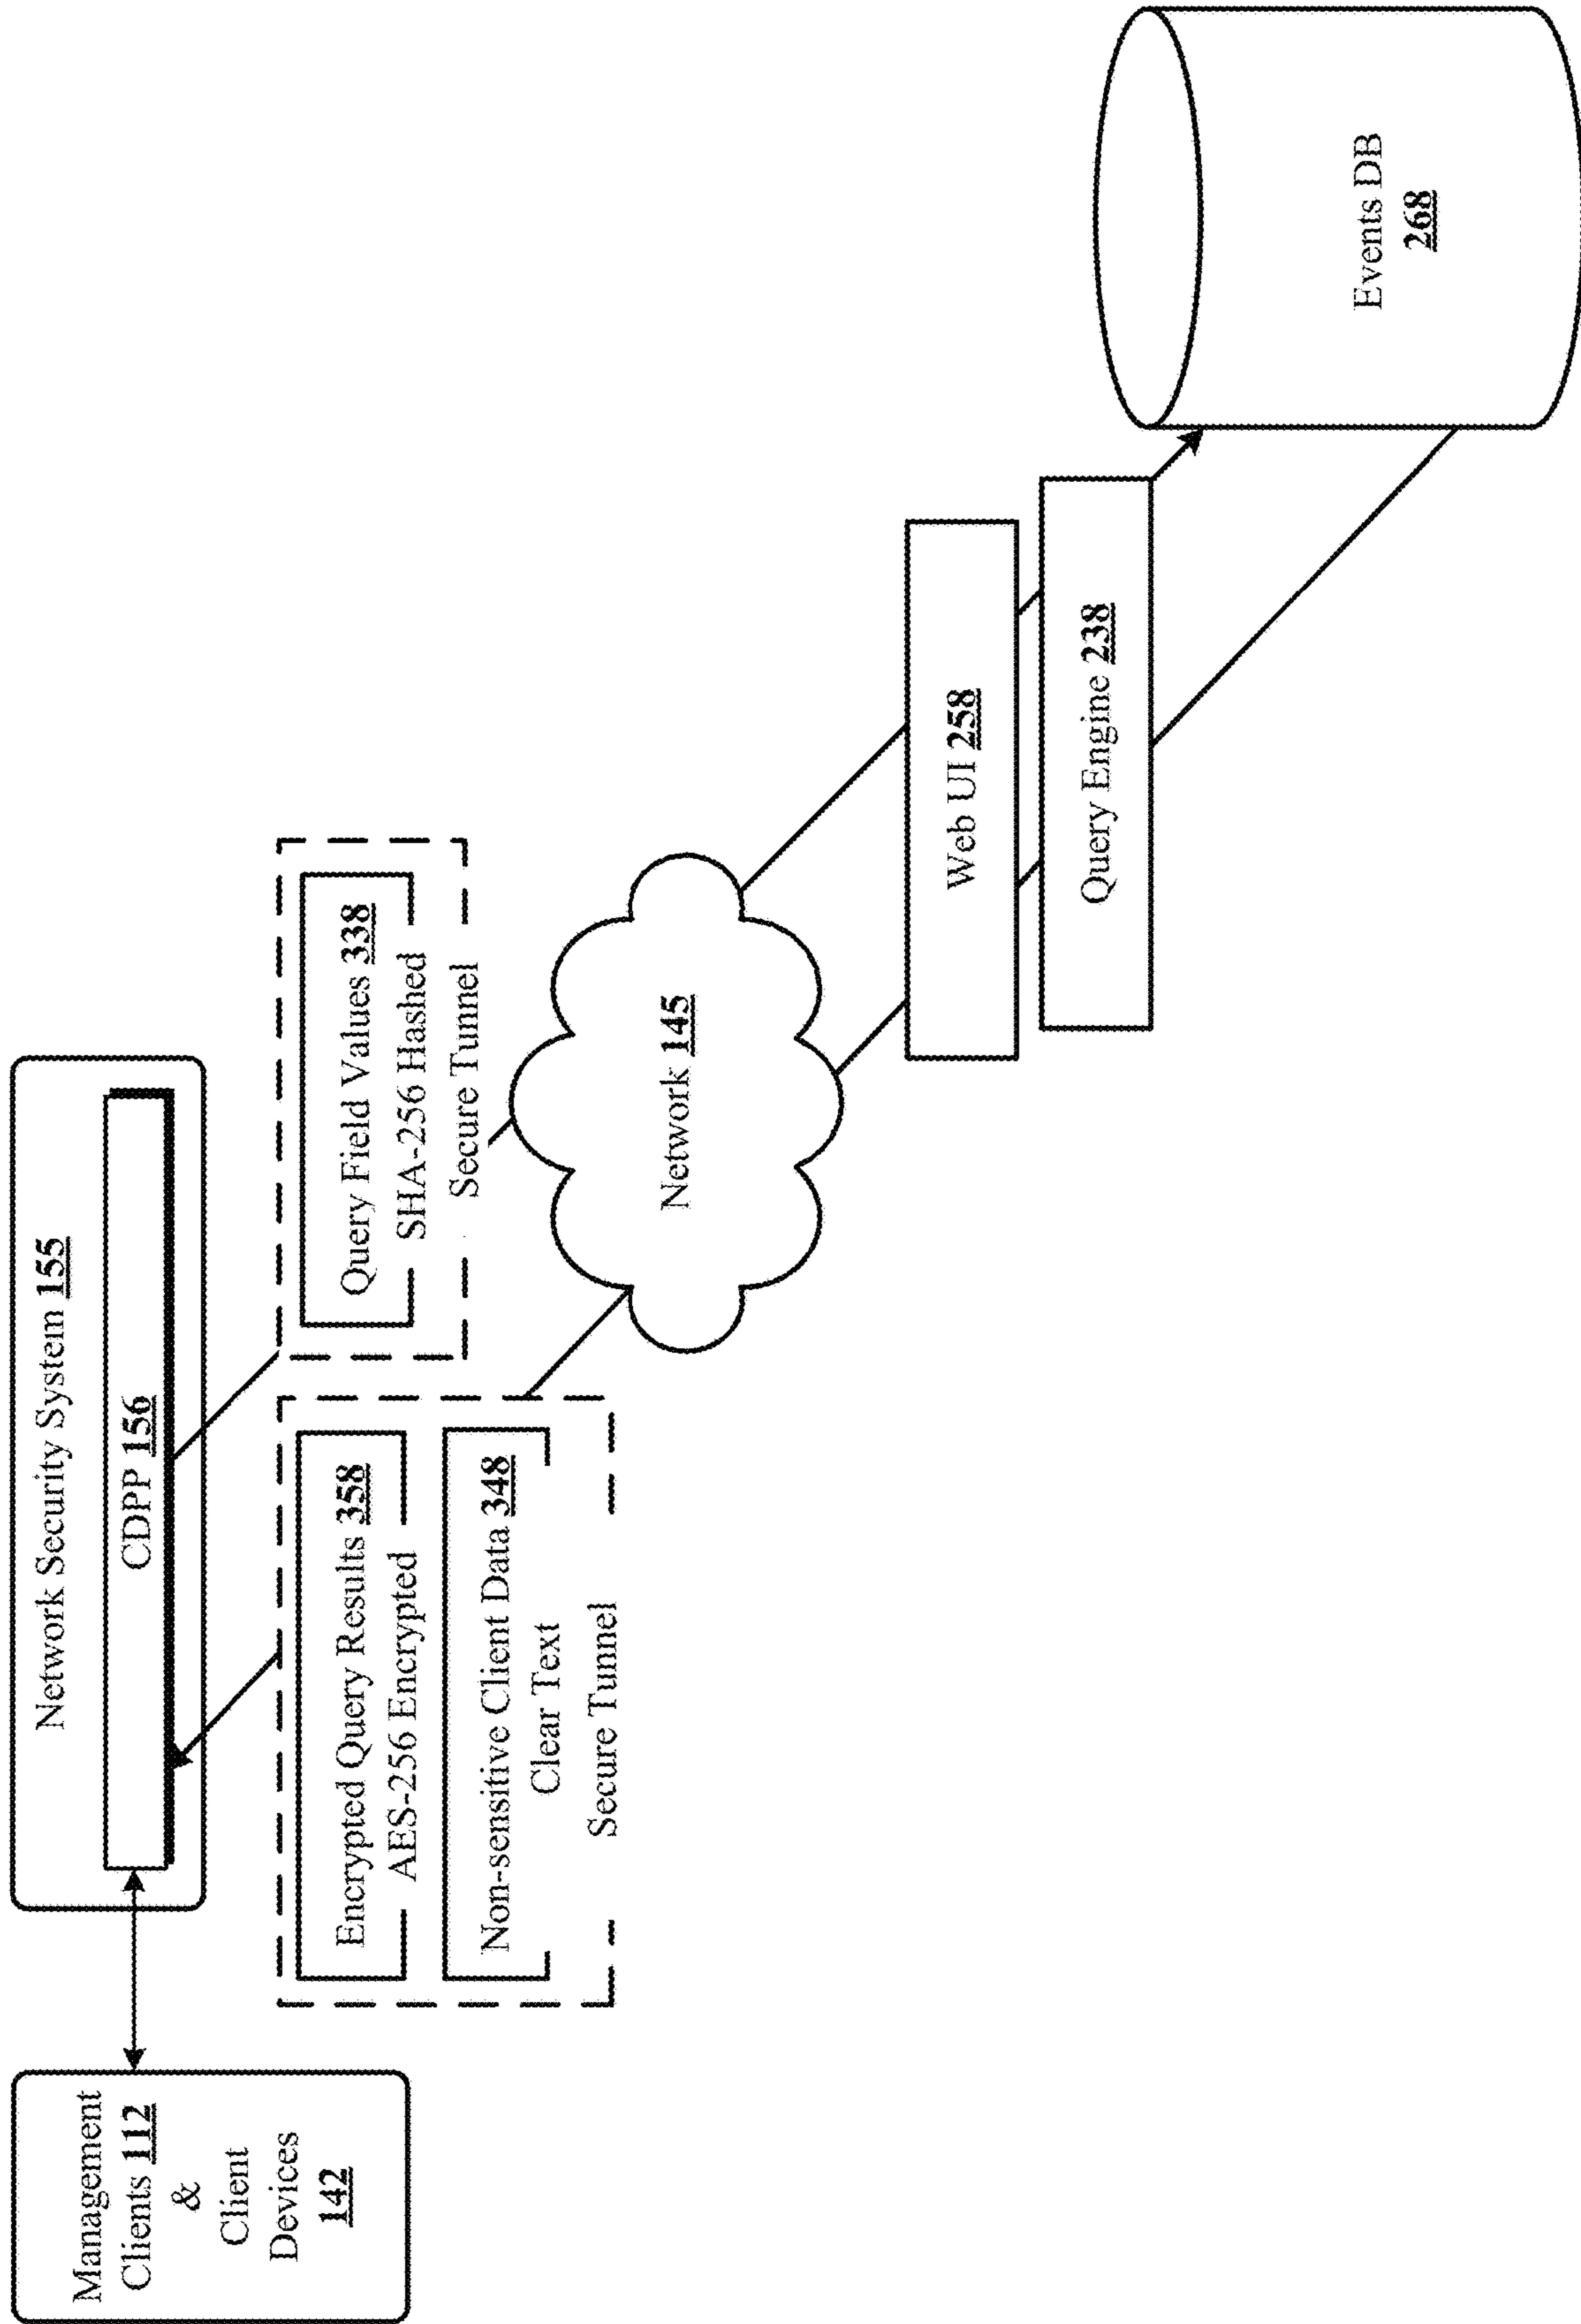 Management
Clients 112
&
Client
Devices
142
Network Security System 155
CDPP 156
Encrypted Query Results 358
AES-256 Encrypted
Non-sensitive Client Data 348
Clear Text
Secure Tunnel
Query Field Values 338
SHA-256 Hashed
Secure Tunnel
Network 145
Web UI 258
Query Engine 238
Events DB
268